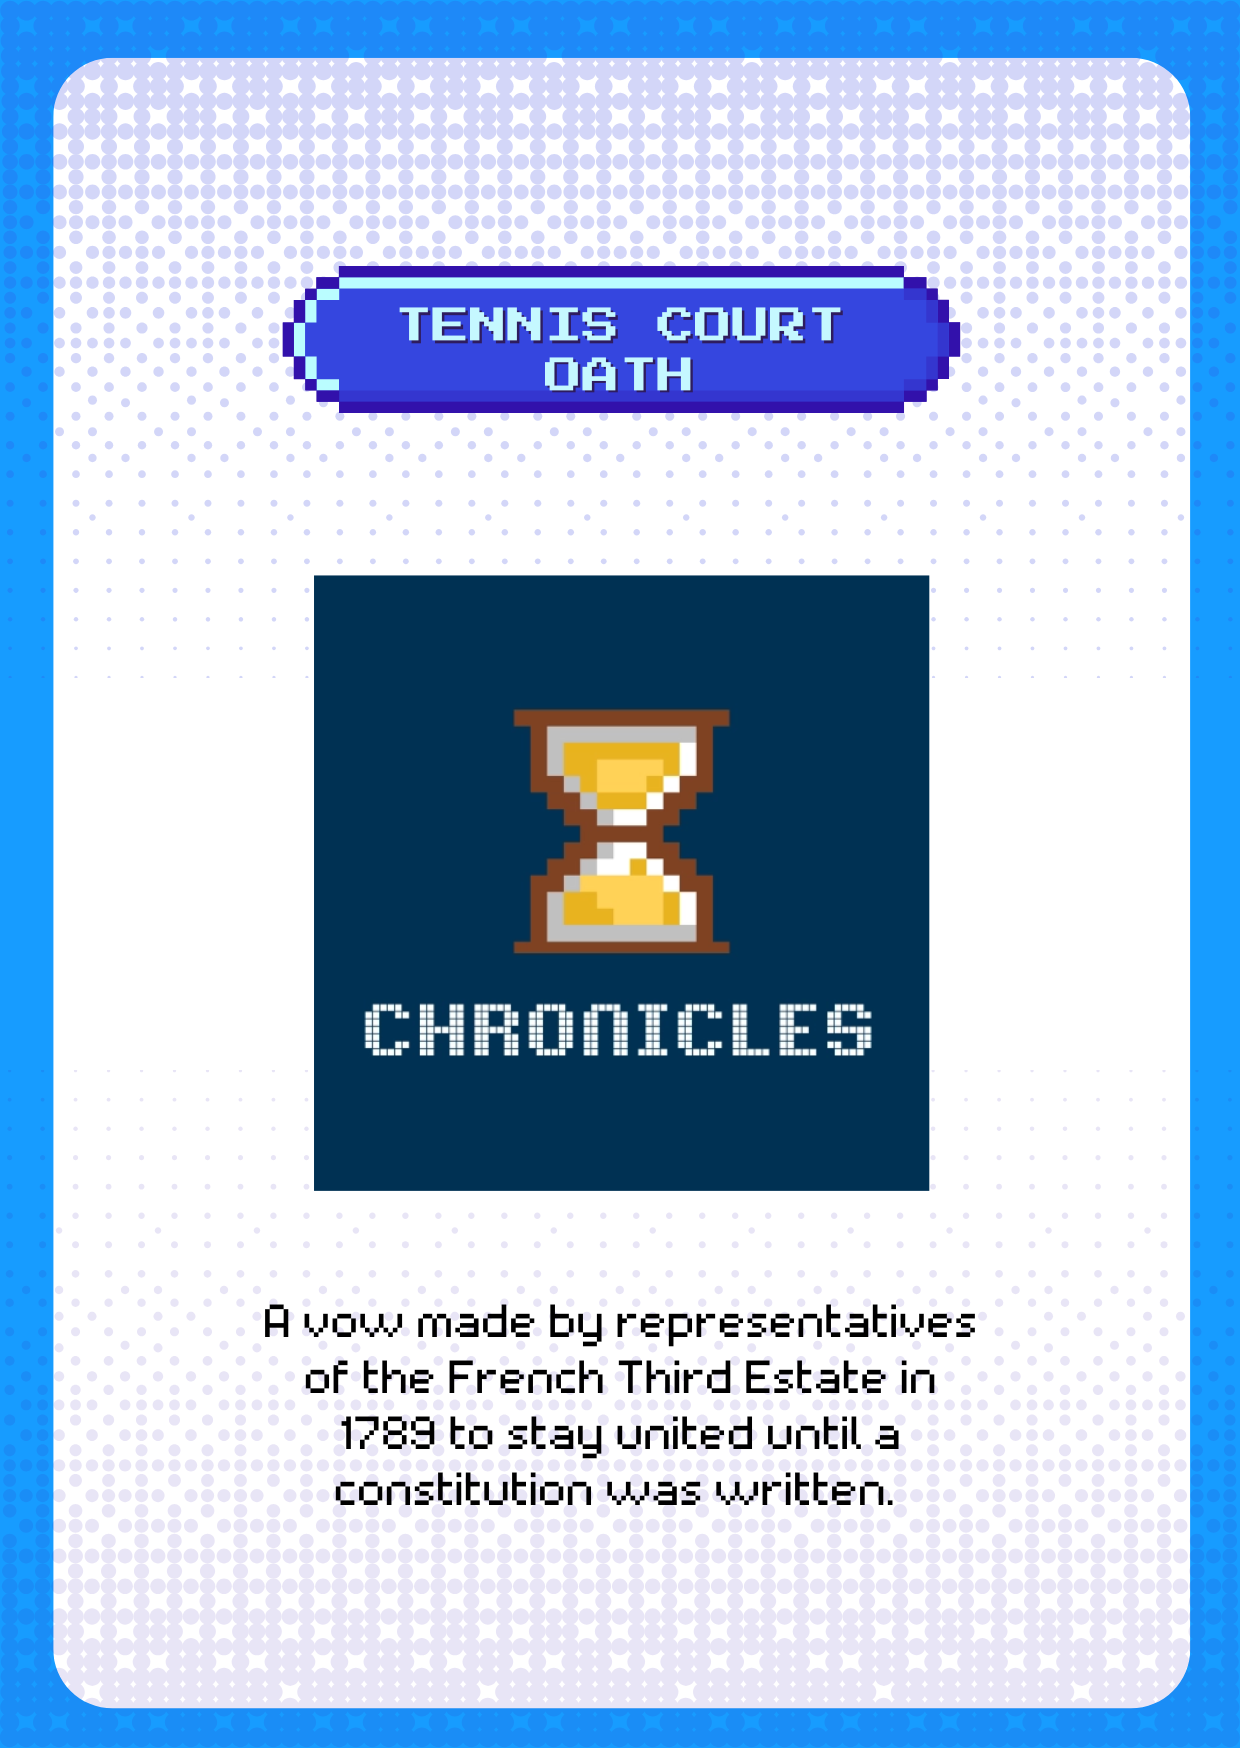 TENNIS COURT
OATH
CHRONICLES
A vow made by representatives
of the French Third Estate in
1789 to stay united until a
constitution was written.